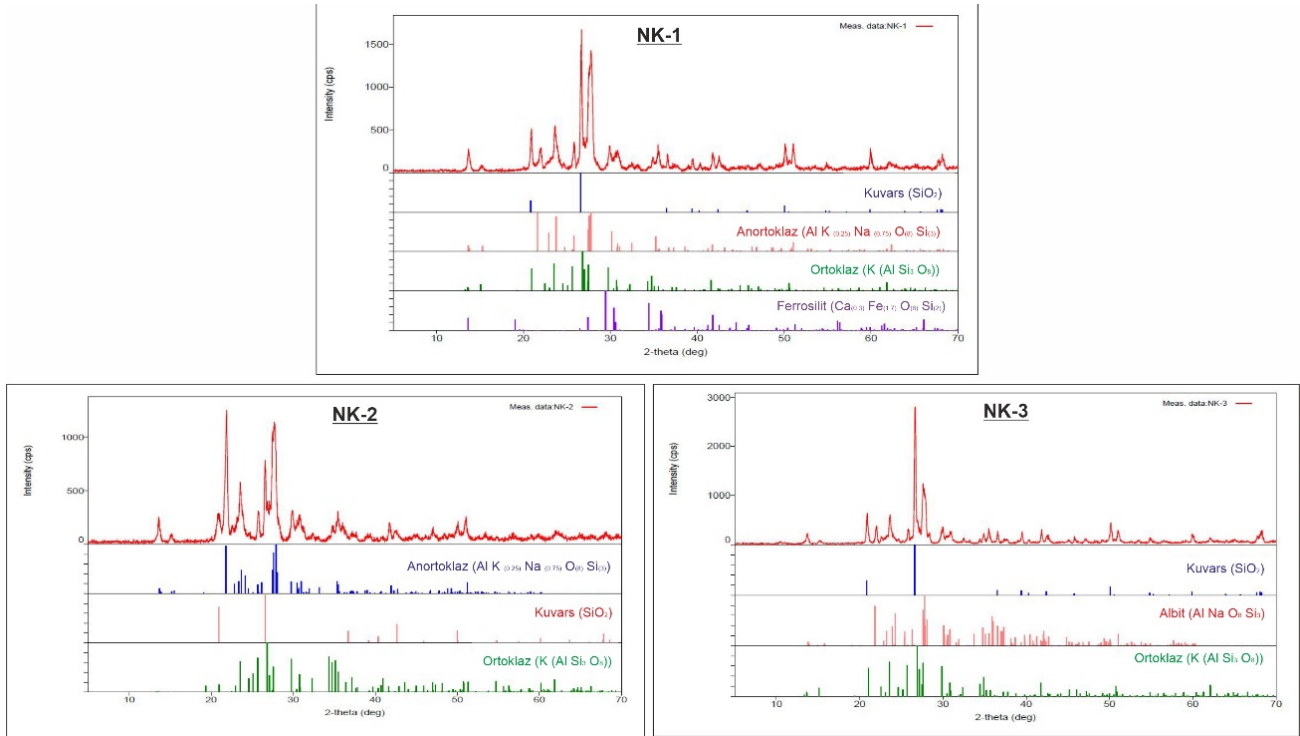 NK-1
Meas. data:NK-1
Intensity (cps)
1500
1000
500
0
Kuvars (SiO₂)
Anortoklaz (Al K (0.25) Na (0.75) O(8) Si(3))
Ortoklaz (K (Al Si₃ O₈))
Ferrosilit (Ca(0.3) Fe(1.7) O(6) Si(2))
10 20 30 40 50 60 70
2-theta (deg)
NK-2
Meas. data:NK-2
Intensity (cps)
1000
500
0
Anortoklaz (Al K (0.25) Na (0.75) O(8) Si(3))
Kuvars (SiO₂)
Ortoklaz (K (Al Si₃ O₈))
10 20 30 40 50 60 70
2-theta (deg)
NK-3
Meas. data:NK-3
Intensity (cps)
3000
2000
1000
0
Kuvars (SiO₂)
Albit (Al Na O₈ Si₃)
Ortoklaz (K (Al Si₃ O₈))
10 20 30 40 50 60 70
2-theta (deg)